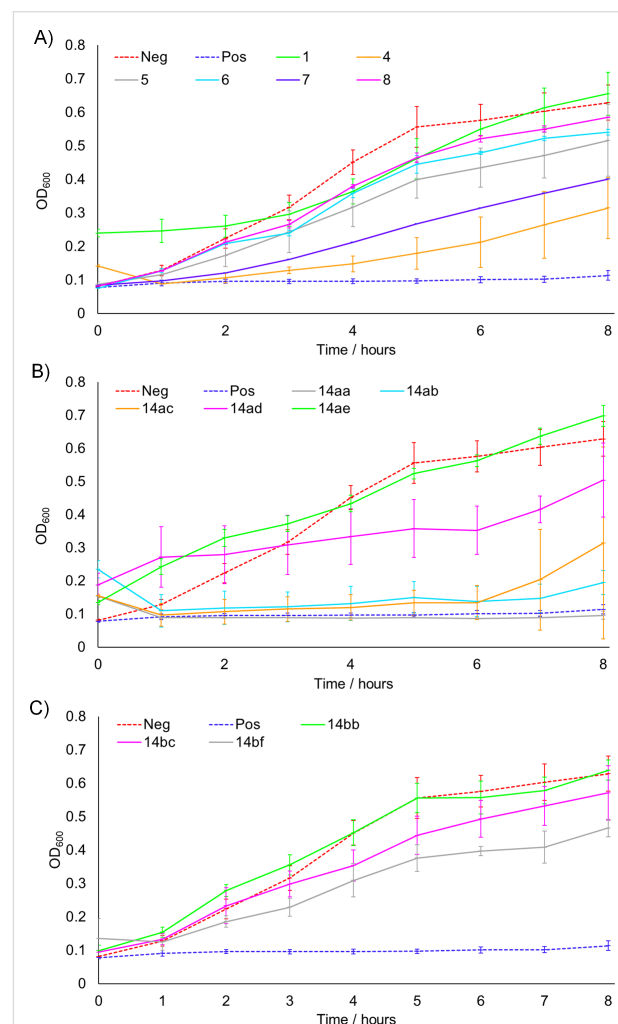 A)
Neg Pos 1 4
5 6 7 8
0.8
0.7
0.6
0.5
0.4
0.3
0.2
0.1
0
OD600
0 2 4 6 8
Time / hours
B)
Neg Pos 14aa 14ab
14ac 14ad 14ae
0.8
0.7
0.6
0.5
0.4
0.3
0.2
0.1
0
OD600
0 2 4 6 8
Time / hours
C)
Neg Pos 14bb
14bc 14bf
0.8
0.7
0.6
0.5
0.4
0.3
0.2
0.1
0
OD600
0 1 2 3 4 5 6 7 8
Time / hours